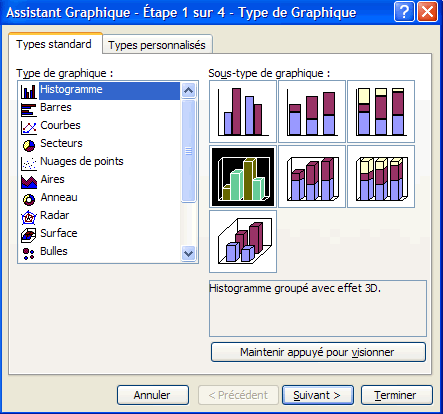 Assistant Graphique - Étape 1 sur 4 - Type de Graphique
Types standard
Types personnalisés
Type de graphique :
Histogramme
Barres
Courbes
Secteurs
Nuages de points
Aires
Anneau
Radar
Surface
Bulles
Sous-type de graphique :
Histogramme groupé avec effet 3D.
Maintenir appuyé pour visionner
Annuler
< Précédent
Suivant >
Terminer